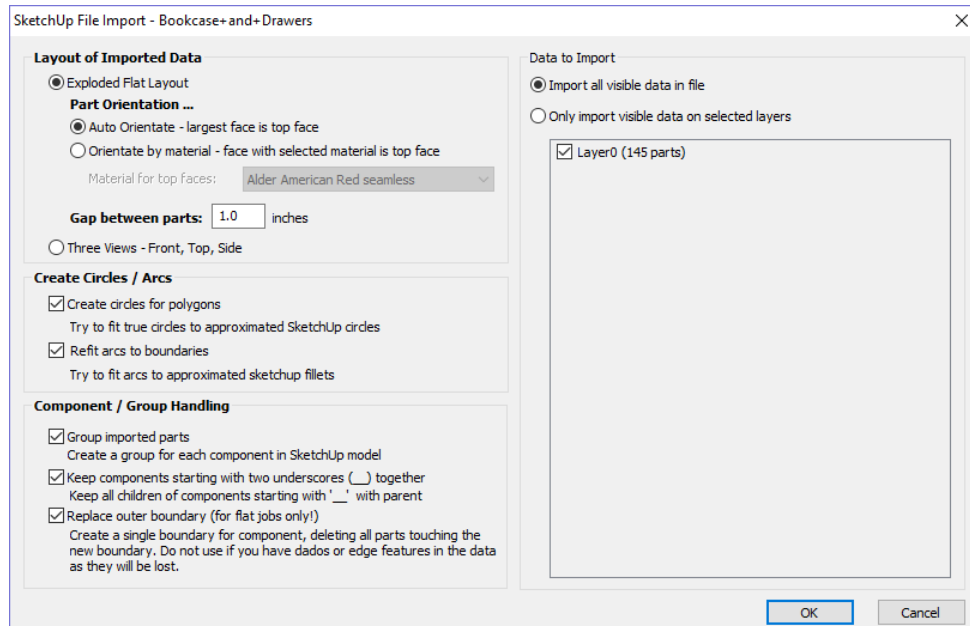 SketchUp File Import - Bookcase+and+Drawers
Layout of Imported Data
Exploded Flat Layout
Part Orientation ...
Auto Orientate - largest face is top face
Orientate by material - face with selected material is top face
Material for top faces: Alder American Red seamless
Gap between parts: 1.0 inches
Three Views - Front, Top, Side
Create Circles / Arcs
Create circles for polygons
Try to fit true circles to approximated SketchUp circles
Refit arcs to boundaries
Try to fit arcs to approximated sketchup fillets
Component / Group Handling
Group imported parts
Create a group for each component in SketchUp model
Keep components starting with two underscores (__) together
Keep all children of components starting with '__' with parent
Replace outer boundary (for flat jobs only!)
Create a single boundary for component, deleting all parts touching the
new boundary. Do not use if you have dados or edge features in the data
as they will be lost.
Data to Import
Import all visible data in file
Only import visible data on selected layers
Layer0 (145 parts)
OK
Cancel